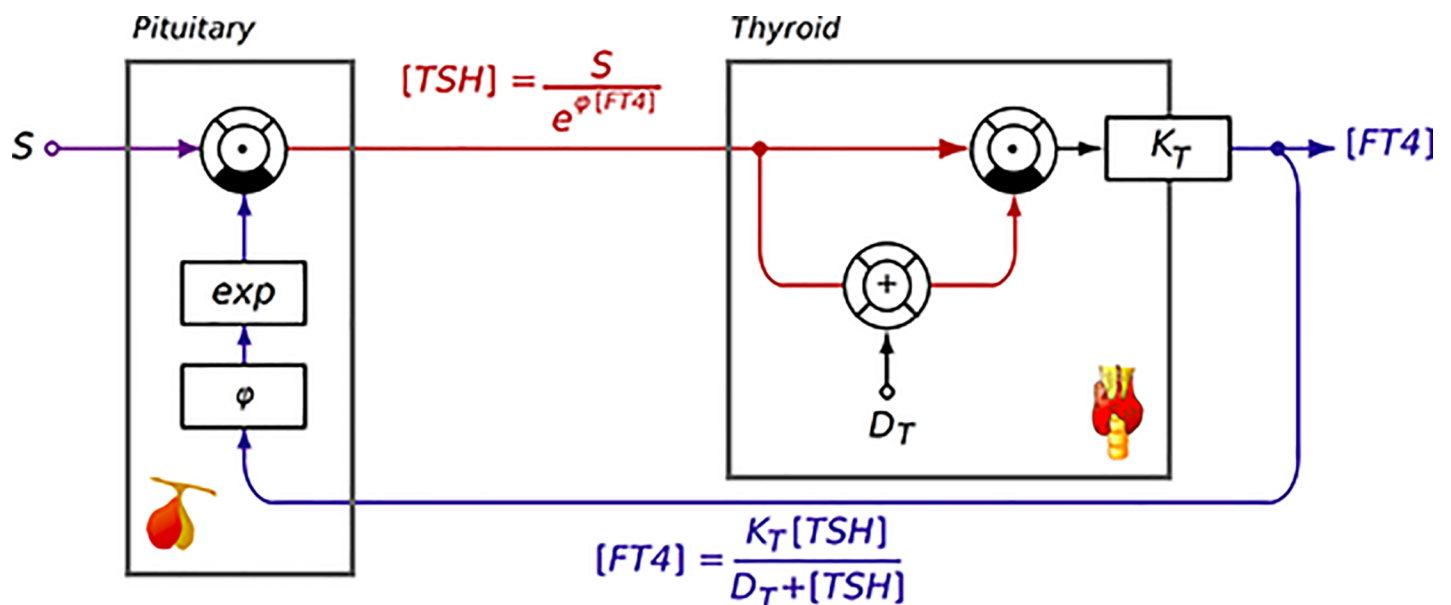 Pituitary
Thyroid
[TSH] = S / e^φ[FT4]
S
·
·
K_T
[FT4]
exp
+
φ
D_T
[FT4] = K_T[TSH] / D_T+[TSH]